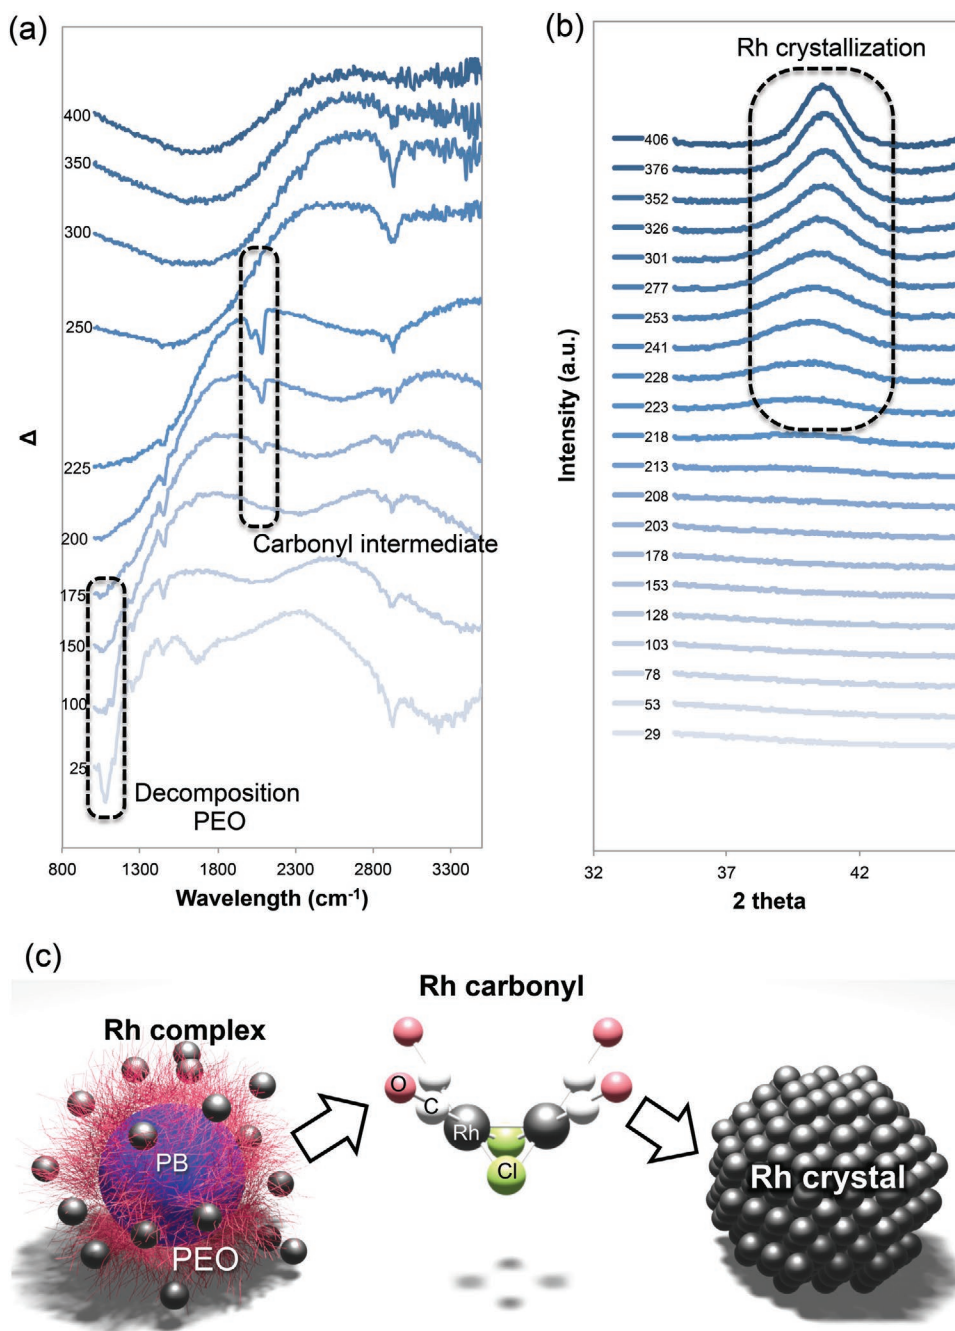 (a)
400
350
300
250
225
200
175
150
100
25
Δ
Carbonyl intermediate
Decomposition
PEO
800 1300 1800 2300 2800 3300
Wavelength (cm⁻¹)
(b)
Rh crystallization
406
376
352
326
301
277
253
241
228
223
218
213
208
203
178
153
128
103
78
53
29
Intensity (a.u.)
32 37 42
2 theta
(c)
Rh complex
PB
PEO
Rh carbonyl
O
C
Rh
Cl
Rh crystal